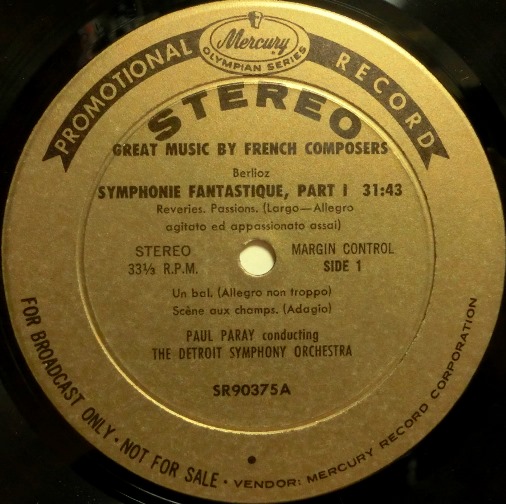 PROMOTIONAL RECORD
Mercury
OLYMPIAN SERIES
STEREO
GREAT MUSIC BY FRENCH COMPOSERS
Berlioz
SYMPHONIE FANTASTIQUE, PART I 31:43
Reveries. Passions. (Largo—Allegro
agitato ed appassionato assai)
STEREO
33⅓ R.P.M.
MARGIN CONTROL
SIDE 1
Un bal. (Allegro non troppo)
Scène aux champs. (Adagio)
PAUL PARAY conducting
THE DETROIT SYMPHONY ORCHESTRA
SR90375A
FOR BROADCAST ONLY • NOT FOR SALE • VENDOR: MERCURY RECORD CORPORATION